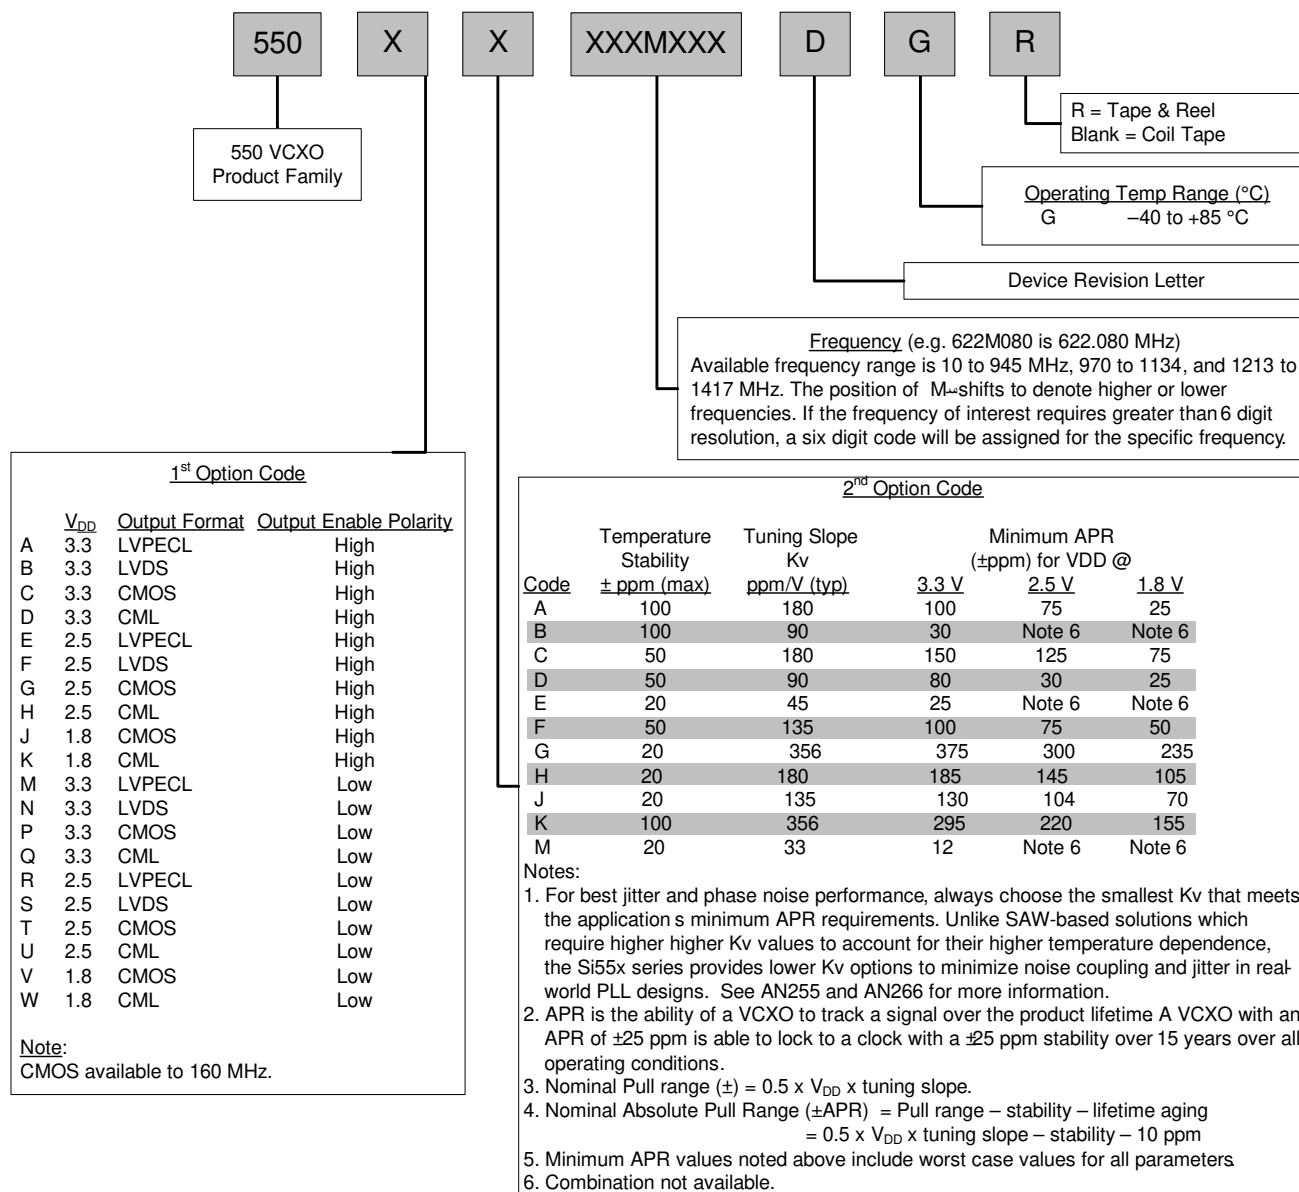 550 X X XXXMXXX D G R
R = Tape & Reel
Blank = Coil Tape
550 VCXO
Product Family
Operating Temp Range (°C)
G –40 to +85 °C
Device Revision Letter
Frequency (e.g. 622M080 is 622.080 MHz)
Available frequency range is 10 to 945 MHz, 970 to 1134, and 1213 to
1417 MHz. The position of M shifts to denote higher or lower
frequencies. If the frequency of interest requires greater than 6 digit
resolution, a six digit code will be assigned for the specific frequency.
1st Option Code
VDD Output Format Output Enable Polarity
A 3.3 LVPECL High
B 3.3 LVDS High
C 3.3 CMOS High
D 3.3 CML High
E 2.5 LVPECL High
F 2.5 LVDS High
G 2.5 CMOS High
H 2.5 CML High
J 1.8 CMOS High
K 1.8 CML High
M 3.3 LVPECL Low
N 3.3 LVDS Low
P 3.3 CMOS Low
Q 3.3 CML Low
R 2.5 LVPECL Low
S 2.5 LVDS Low
T 2.5 CMOS Low
U 2.5 CML Low
V 1.8 CMOS Low
W 1.8 CML Low
Note:
CMOS available to 160 MHz.
2nd Option Code
Temperature Tuning Slope Minimum APR
Stability Kv (±ppm) for VDD @
Code ± ppm (max) ppm/V (typ) 3.3 V 2.5 V 1.8 V
A 100 180 100 75 25
B 100 90 30 Note 6 Note 6
C 50 180 150 125 75
D 50 90 80 30 25
E 20 45 25 Note 6 Note 6
F 50 135 100 75 50
G 20 356 375 300 235
H 20 180 185 145 105
J 20 135 130 104 70
K 100 356 295 220 155
M 20 33 12 Note 6 Note 6
Notes:
1. For best jitter and phase noise performance, always choose the smallest Kv that meets
the application s minimum APR requirements. Unlike SAW-based solutions which
require higher higher Kv values to account for their higher temperature dependence,
the Si55x series provides lower Kv options to minimize noise coupling and jitter in real-
world PLL designs. See AN255 and AN266 for more information.
2. APR is the ability of a VCXO to track a signal over the product lifetime A VCXO with an
APR of ±25 ppm is able to lock to a clock with a ±25 ppm stability over 15 years over all
operating conditions.
3. Nominal Pull range (±) = 0.5 x VDD x tuning slope.
4. Nominal Absolute Pull Range (±APR) = Pull range – stability – lifetime aging
= 0.5 x VDD x tuning slope – stability – 10 ppm
5. Minimum APR values noted above include worst case values for all parameters.
6. Combination not available.